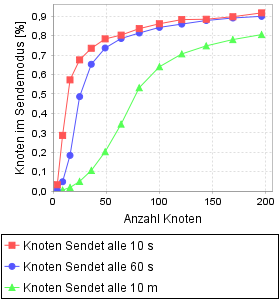 Knoten im Sendemodus [%]
0,9
0,8
0,7
0,6
0,5
0,4
0,3
0,2
0,1
0,0
0 50 100 150 200
Anzahl Knoten
Knoten Sendet alle 10 s
Knoten Sendet alle 60 s
Knoten Sendet alle 10 m